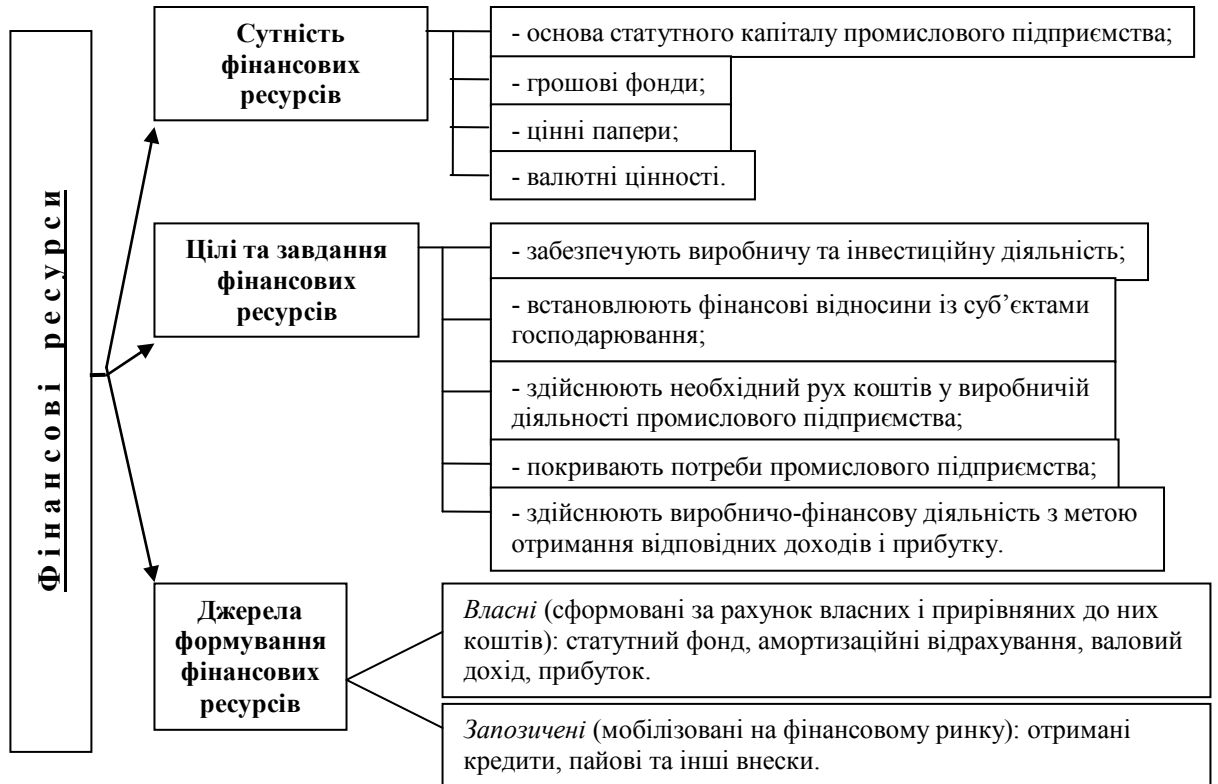 Фінансові ресурси
Сутність
фінансових
ресурсів
- основа статутного капіталу промислового підприємства;
- грошові фонди;
- цінні папери;
- валютні цінності.
Цілі та завдання
фінансових
ресурсів
- забезпечують виробничу та інвестиційну діяльність;
- встановлюють фінансові відносини із суб’єктами
господарювання;
- здійснюють необхідний рух коштів у виробничій
діяльності промислового підприємства;
- покривають потреби промислового підприємства;
- здійснюють виробничо-фінансову діяльність з метою
отримання відповідних доходів і прибутку.
Джерела
формування
фінансових
ресурсів
Власні (сформовані за рахунок власних і прирівняних до них
коштів): статутний фонд, амортизаційні відрахування, валовий
дохід, прибуток.
Запозичені (мобілізовані на фінансовому ринку): отримані
кредити, пайові та інші внески.